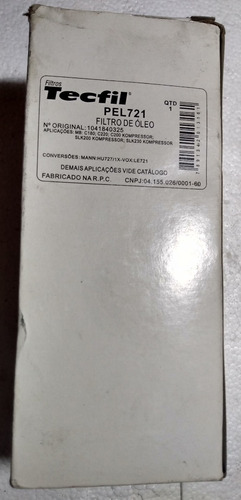 Filtros
Tecfil®
QTD
1
PEL721
FILTRO DE ÓLEO
Nº ORIGINAL:1041840325
APLICAÇÕES: MB: C180; C220; C200 KOMPRESSOR;
SLK200 KOMPRESSOR; SLK230 KOMPRESSOR
CONVERSÕES: MANN:HU727/1X-VOX:LE721
DEMAIS APLICAÇÕES VIDE CATÁLOGO
FABRICADO NA R.P.C. CNPJ:04.155.026/0001-60